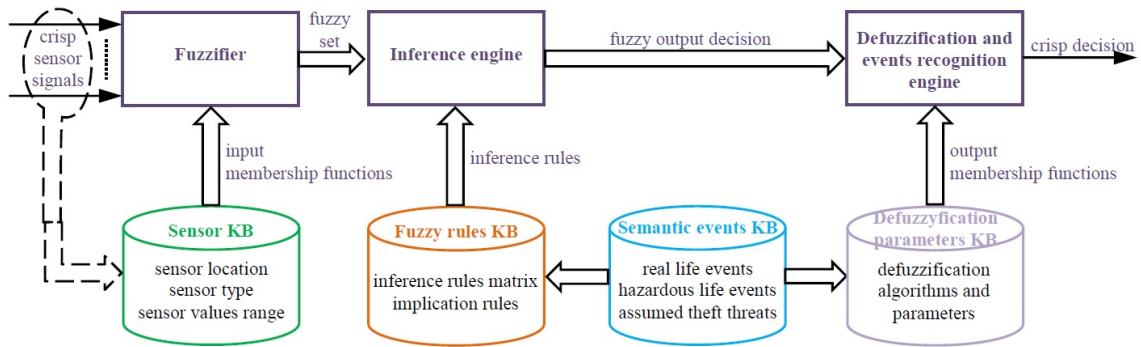 crisp
sensor
signals
Fuzzifier
fuzzy
set
Inference engine
fuzzy output decision
Defuzzification and
events recognition
engine
crisp decision
input
membership functions
inference rules
output
membership functions
Sensor KB
sensor location
sensor type
sensor values range
Fuzzy rules KB
inference rules matrix
implication rules
Semantic events KB
real life events
hazardous life events
assumed theft threats
Defuzzyfication
parameters KB
defuzzification
algorithms and
parameters